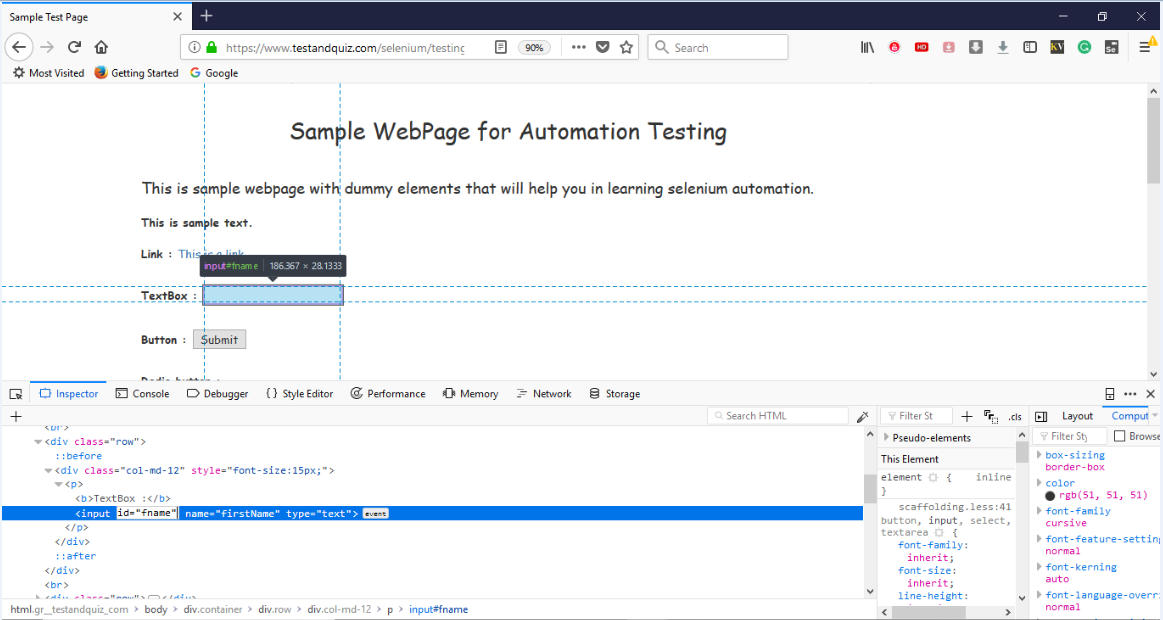 Sample Test Page
https://www.testandquiz.com/selenium/testing
90%
Search
HD
KV
Se
Most Visited
Getting Started
Google
Sample WebPage for Automation Testing
This is sample webpage with dummy elements that will help you in learning selenium automation.
This is sample text.
Link : This is a link
input#fname 186.367 × 28.1333
TextBox :
Button : Submit
Radio button :
Inspector Console Debugger { } Style Editor Performance Memory Network Storage
+ Search HTML
<br>
<div class="row">
::before
<div class="col-md-12" style="font-size:15px;">
<p>
<b>TextBox :</b>
<input id="fname" name="firstName" type="text"> event
</p>
</div>
::after
</div>
<br>
<div class="row"></div>
html.gr__testandquiz_com > body > div.container > div.row > div.col-md-12 > p > input#fname
Filter St + .cls
Pseudo-elements
This Element
element { inline
}
scaffolding.less:41
button, input, select,
textarea {
font-family:
inherit;
font-size:
inherit;
line-height:
Layout Comput
Filter Sty Browse
box-sizing
border-box
color
rgb(51, 51, 51)
font-family
cursive
font-feature-setting
normal
font-kerning
auto
font-language-overri
normal